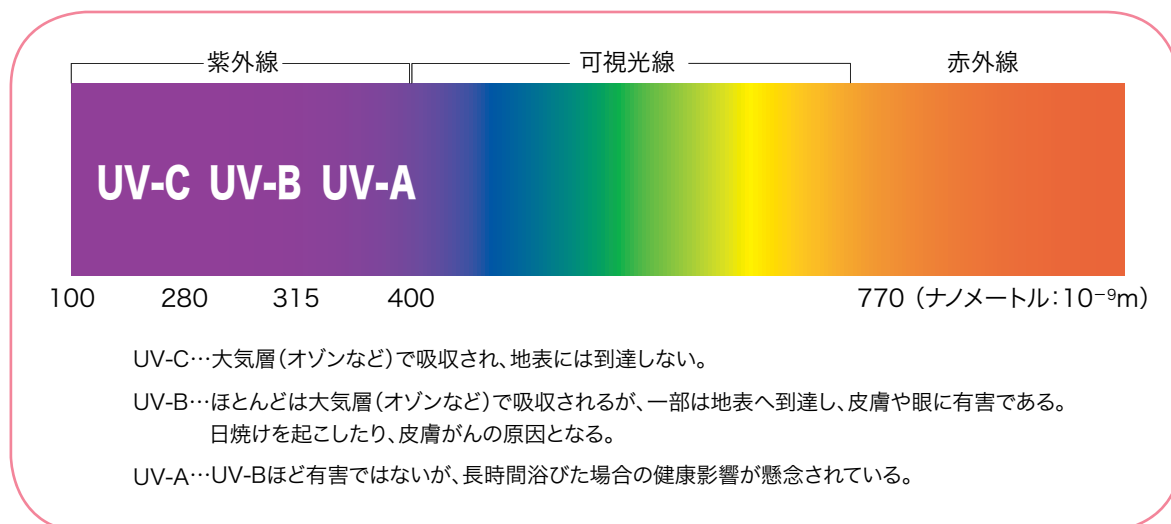 紫外線 可視光線 赤外線
UV-C UV-B UV-A
100 280 315 400 770（ナノメートル：10⁻⁹m）
UV-C…大気層（オゾンなど）で吸収され、地表には到達しない。
UV-B…ほとんどは大気層（オゾンなど）で吸収されるが、一部は地表へ到達し、皮膚や眼に有害である。
日焼けを起こしたり、皮膚がんの原因となる。
UV-A…UV-Bほど有害ではないが、長時間浴びた場合の健康影響が懸念されている。